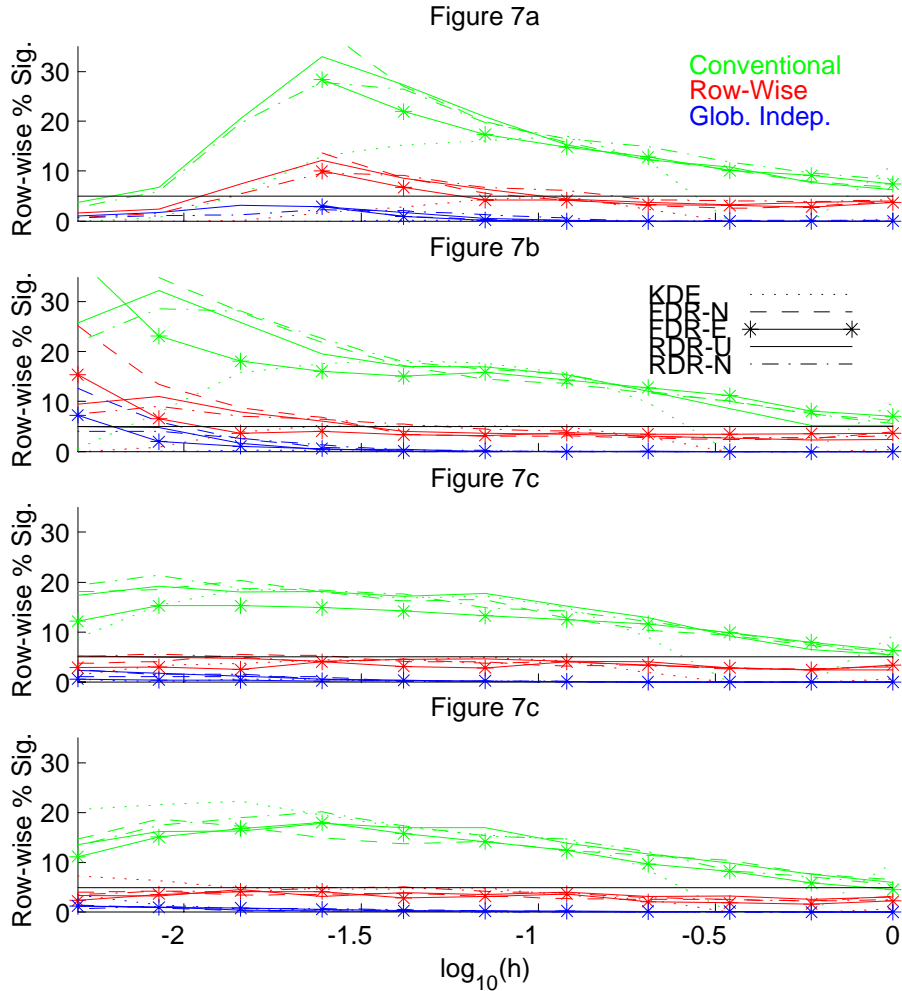 Figure 7a
Row-wise % Sig.
30
20
10
0
Conventional
Row-Wise
Glob. Indep.
Figure 7b
Row-wise % Sig.
30
20
10
0
KDE
EDR-N
EDR-E
RDR-U
RDR-N
Figure 7c
Row-wise % Sig.
30
20
10
0
Figure 7c
Row-wise % Sig.
30
20
10
0
-2 -1.5 -1 -0.5 0
log10(h)